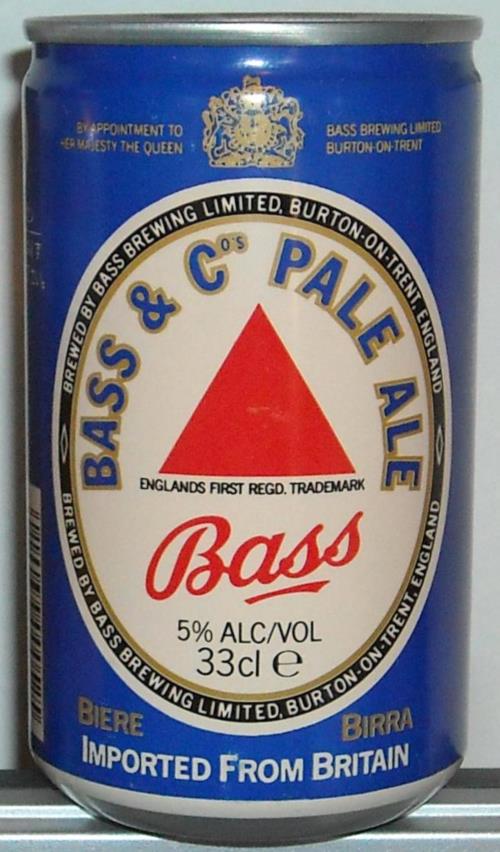 BY APPOINTMENT TO
HER MAJESTY THE QUEEN
BASS BREWING LIMITED
BURTON-ON-TRENT
BREWED BY BASS BREWING LIMITED, BURTON-ON-TRENT, ENGLAND
BASS & Co's PALE ALE
ENGLANDS FIRST REGD. TRADEMARK
Bass
5% ALC/VOL
33cl e
BREWED BY BASS BREWING LIMITED, BURTON-ON-TRENT, ENGLAND
BIERE
BIRRA
IMPORTED FROM BRITAIN